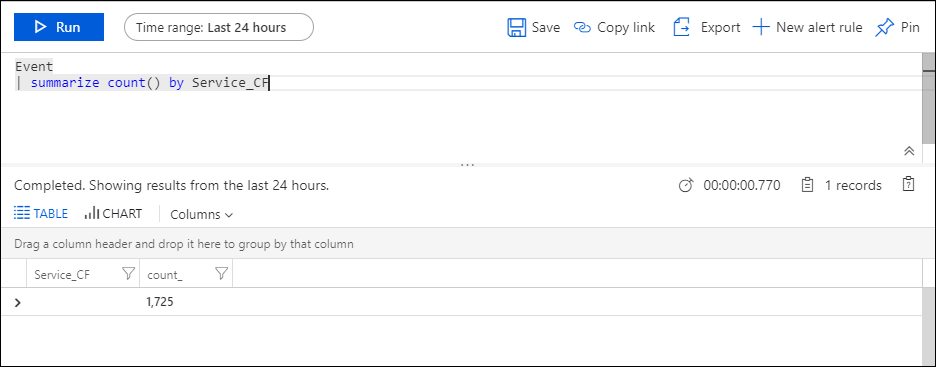 Run Time range: Last 24 hours Save Copy link Export New alert rule Pin
Event
| summarize count() by Service_CF
...
Completed. Showing results from the last 24 hours. 00:00:00.770 1 records ?
TABLE CHART Columns
Drag a column header and drop it here to group by that column
Service_CF count_
1,725